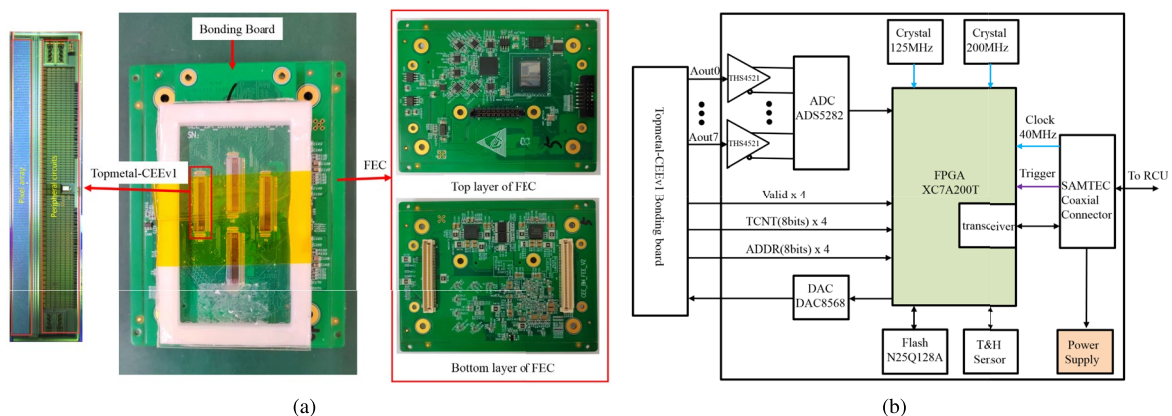 Bonding Board
Pixel array
Peripheral circuits
Topmetal-CEEv1
SN:
FEC
Top layer of FEC
CEE_BM_FEE_V2
Bottom layer of FEC
(a)
Topmetal-CEEv1 Bonding board
Aout0
THS4521
Aout7
THS4521
ADC
ADS5282
Crystal
125MHz
Crystal
200MHz
Clock
40MHz
Trigger
FPGA
XC7A200T
transceiver
SAMTEC
Coaxial
Connector
To RCU
Valid x 4
TCNT(8bits) x 4
ADDR(8bits) x 4
DAC
DAC8568
Flash
N25Q128A
T&H
Sensor
Power
Supply
(b)